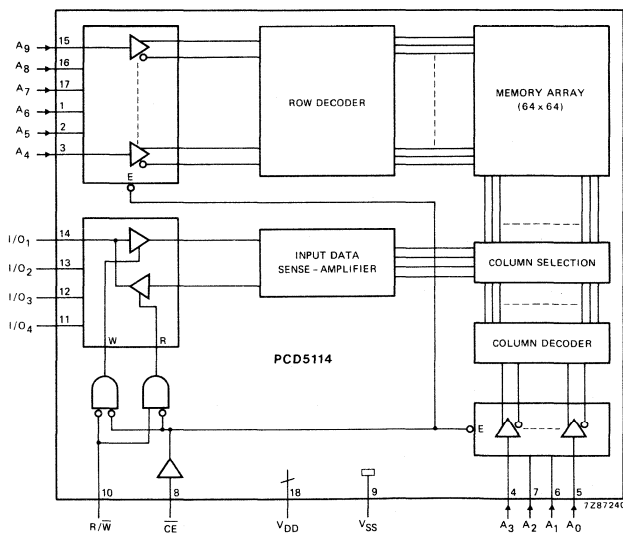 A9 15
A8 16
A7 17
A6 1
A5 2
A4 3
E
ROW DECODER
MEMORY ARRAY
(64 x 64)
I/O1 14
I/O2 13
I/O3 12
I/O4 11
W R
INPUT DATA
SENSE - AMPLIFIER
COLUMN SELECTION
COLUMN DECODER
PCD5114
E
10 8 18 9 4 7 6 5
7Z87240
R/W̅ C̅E̅ VDD VSS A3 A2 A1 A0